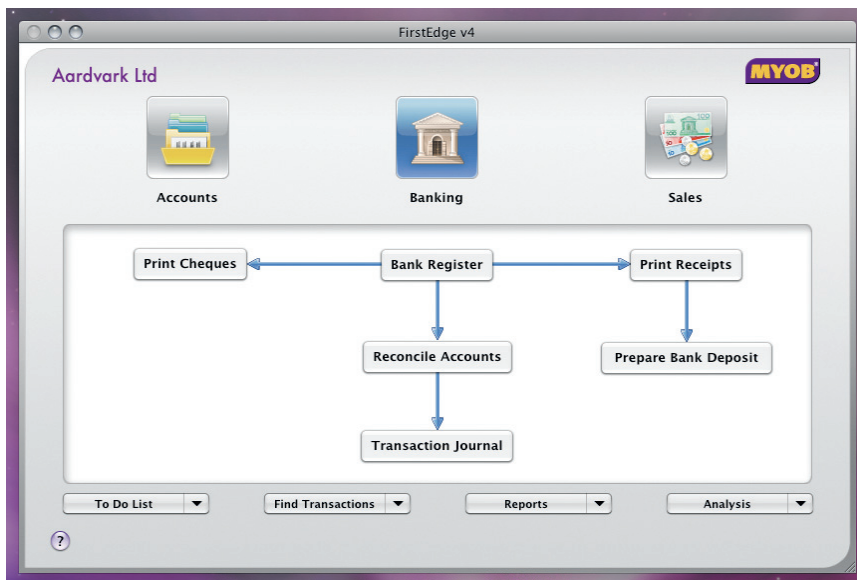 FirstEdge v4
Aardvark Ltd
MYOB
Accounts
Banking
Sales
Print Cheques
Bank Register
Print Receipts
Reconcile Accounts
Prepare Bank Deposit
Transaction Journal
To Do List
Find Transactions
Reports
Analysis
?